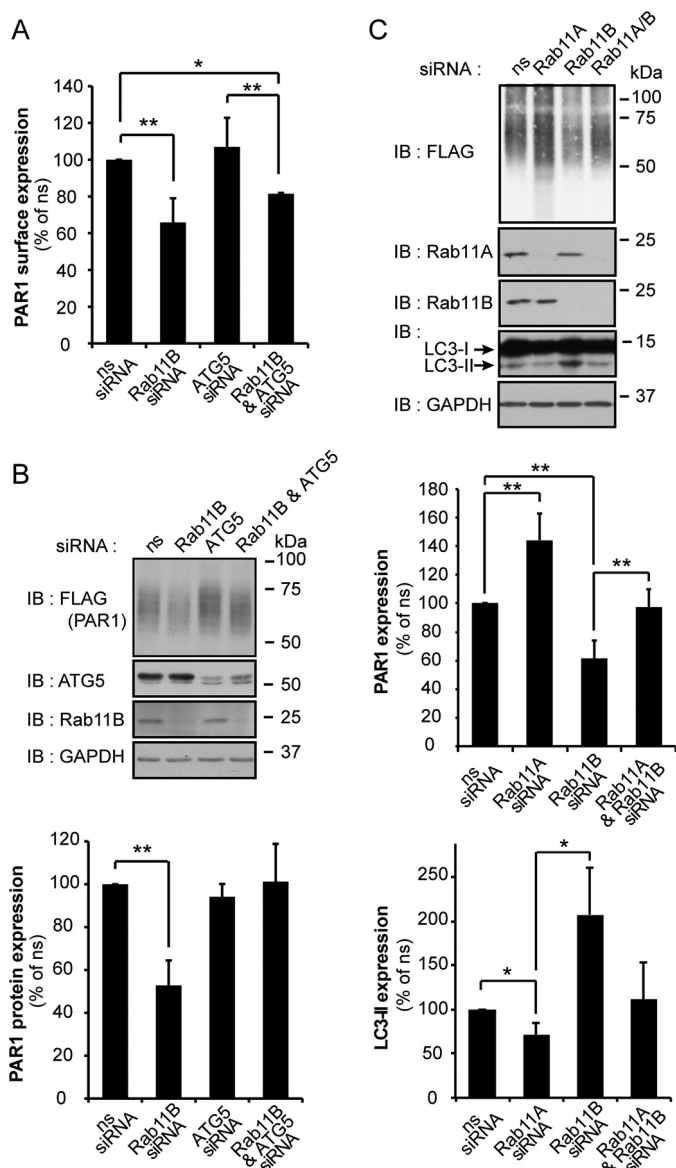 A
PAR1 surface expression
(% of ns)
140
120
100
80
60
40
20
0
*
**
**
ns
siRNA
Rab11B
siRNA
ATG5
siRNA
Rab11B
& ATG5
siRNA
B
siRNA :
ns
Rab11B
ATG5
Rab11B & ATG5
kDa
100
75
50
50
25
37
IB : FLAG
(PAR1)
IB : ATG5
IB : Rab11B
IB : GAPDH
PAR1 protein expression
(% of ns)
120
100
80
60
40
20
0
**
ns
siRNA
Rab11B
siRNA
ATG5
siRNA
Rab11B
& ATG5
siRNA
C
siRNA :
ns
Rab11A
Rab11B
Rab11A/B
kDa
100
75
50
25
25
15
37
IB : FLAG
IB : Rab11A
IB : Rab11B
IB :
LC3-I
LC3-II
IB : GAPDH
PAR1 expression
(% of ns)
180
160
140
120
100
80
60
40
20
0
**
**
**
ns
siRNA
Rab11A
siRNA
Rab11B
siRNA
Rab11A
& Rab11B
siRNA
LC3-II expression
(% of ns)
250
200
150
100
50
0
*
*
ns
siRNA
Rab11A
siRNA
Rab11B
siRNA
Rab11A
& Rab11B
siRNA